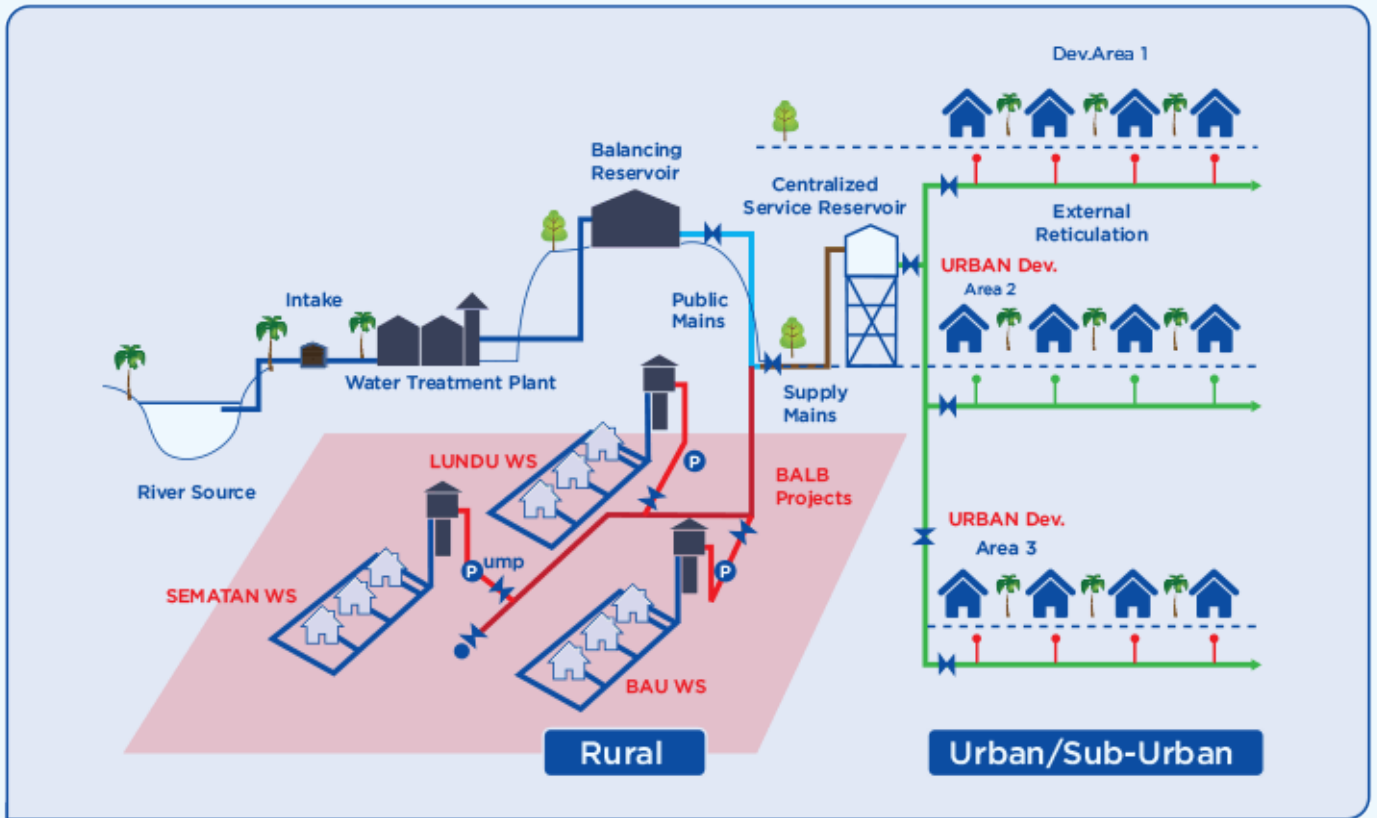 Dev.Area 1
Balancing
Reservoir
Centralized
Service Reservoir
External
Reticulation
URBAN Dev.
Area 2
Intake
Public
Mains
Water Treatment Plant
Supply
Mains
River Source
LUNDU WS
P
BALB
Projects
URBAN Dev.
Area 3
P
ump
P
SEMATAN WS
BAU WS
Rural
Urban/Sub-Urban